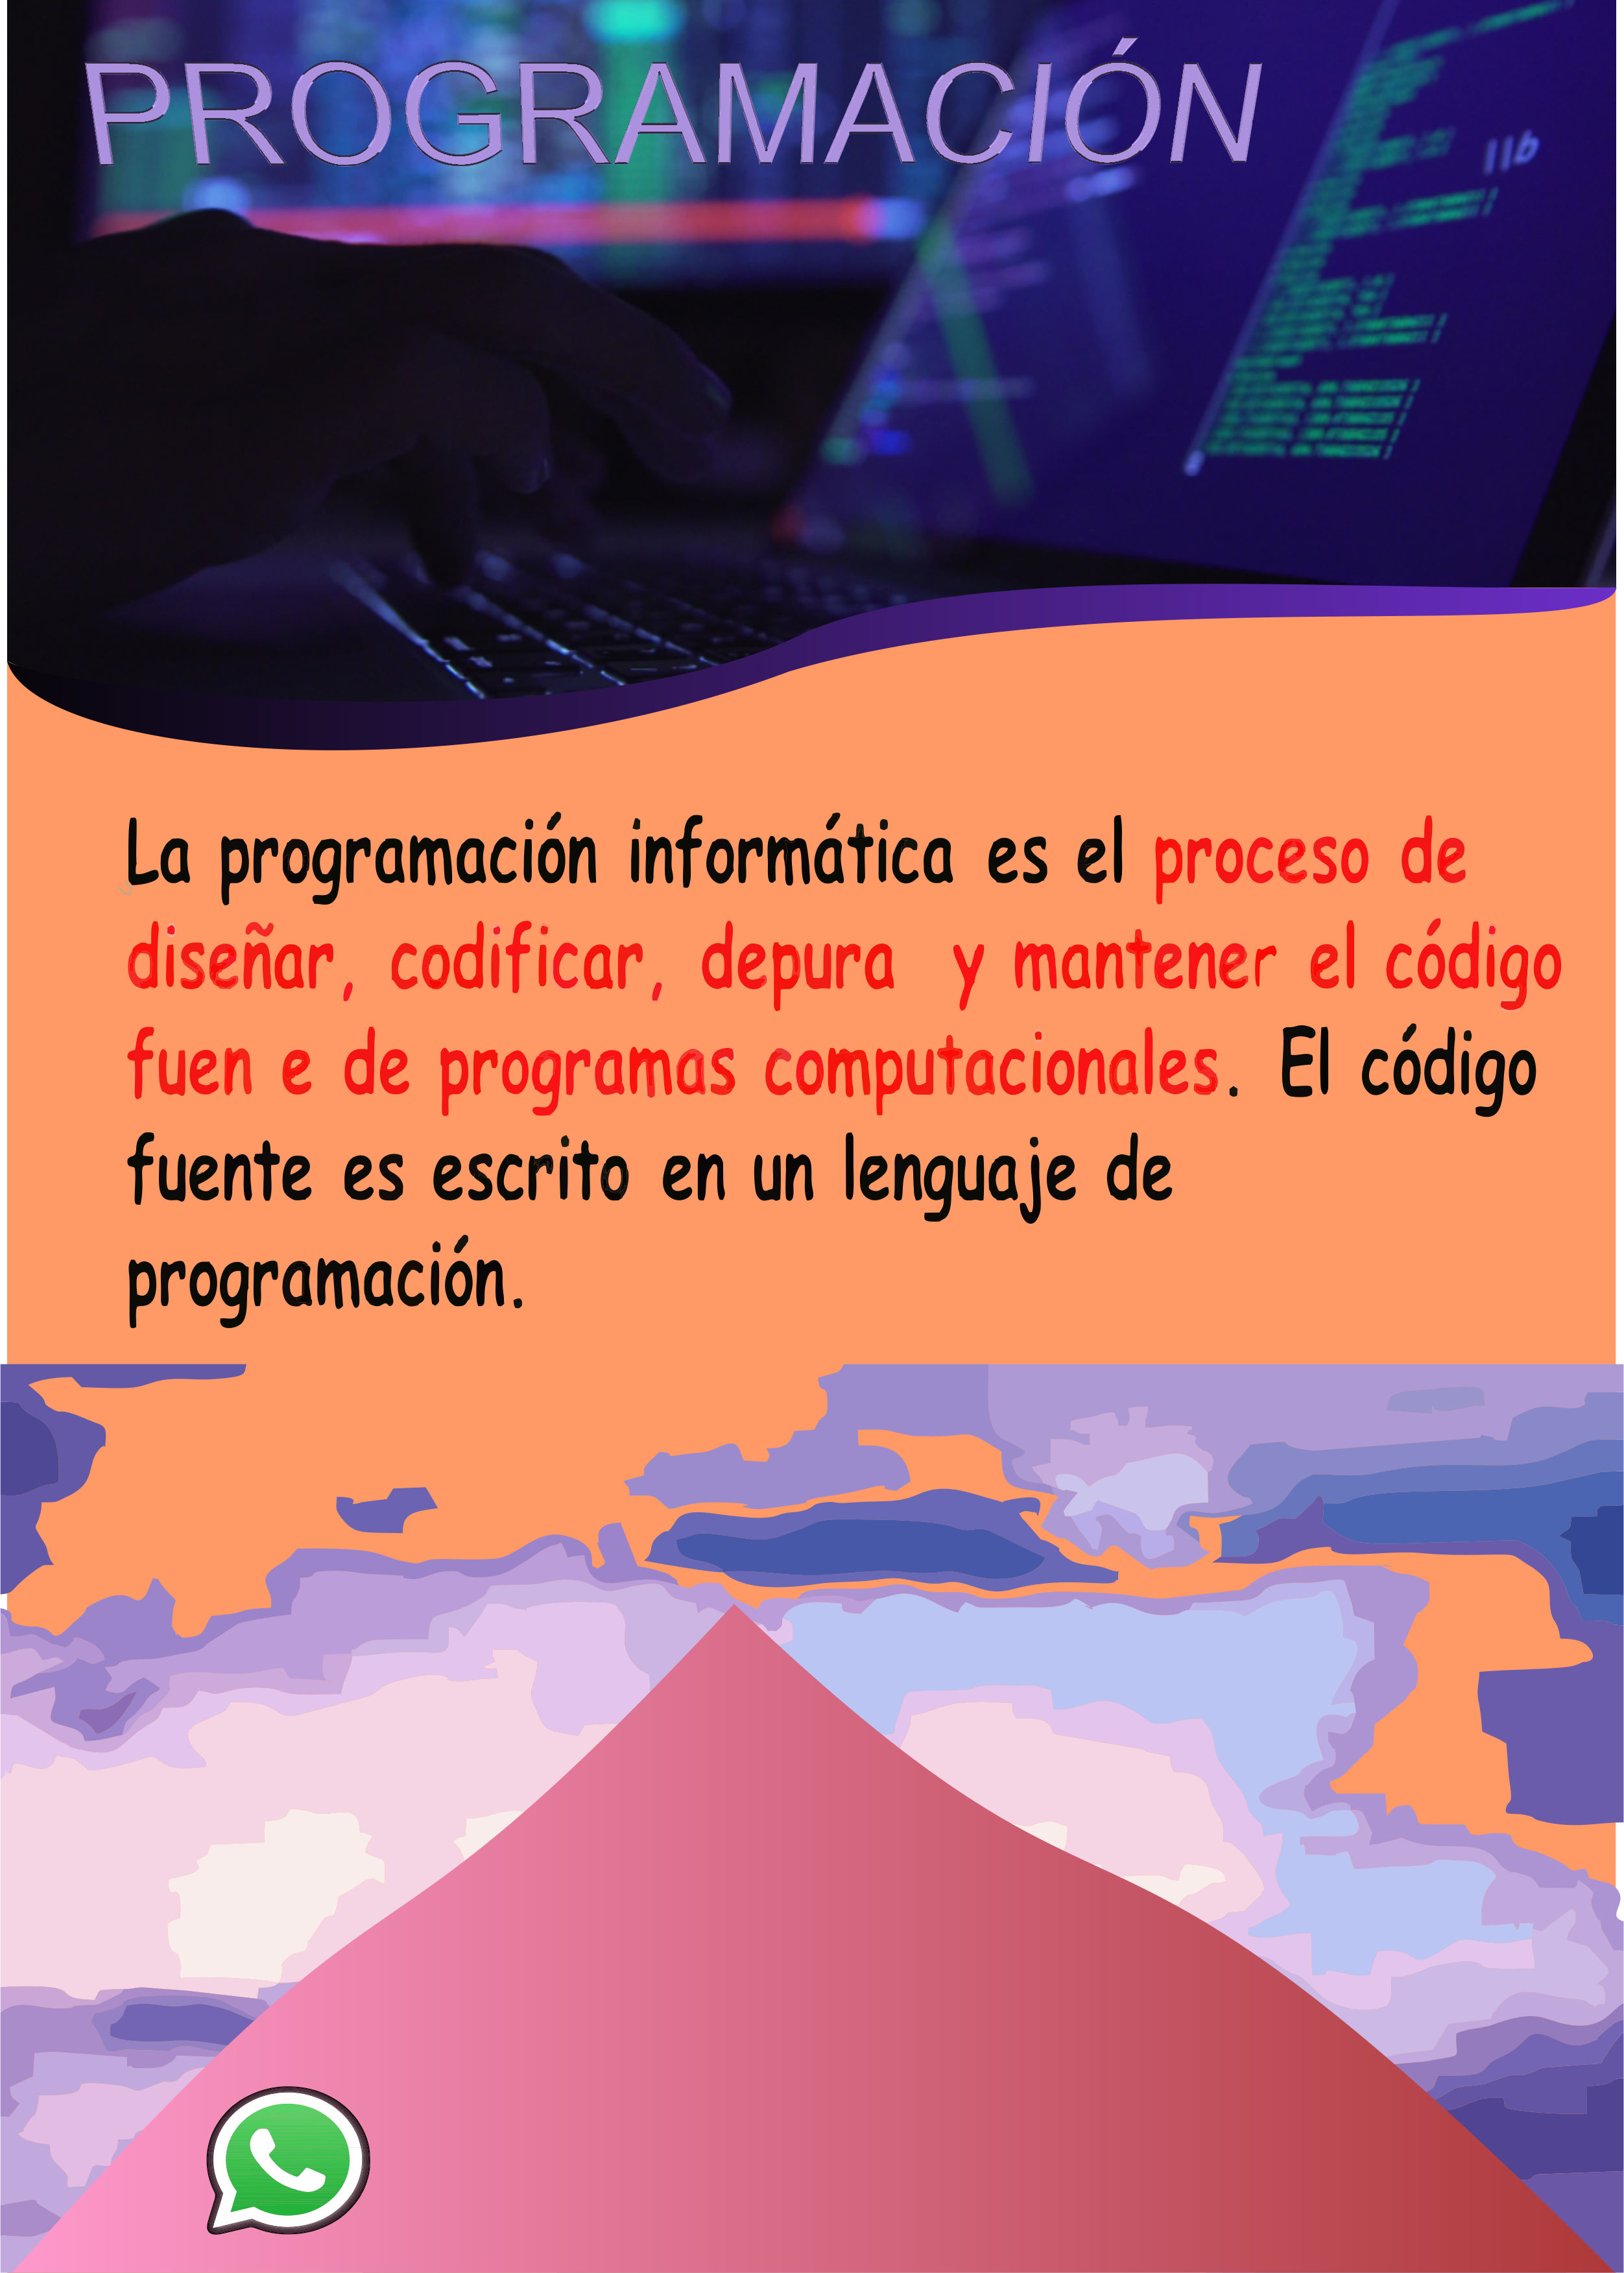 PROGRAMACIÓN
La programación informática es el proceso de
diseñar, codificar, depura y mantener el código
fuen e de programas computacionales. El código
fuente es escrito en un lenguaje de
programación.